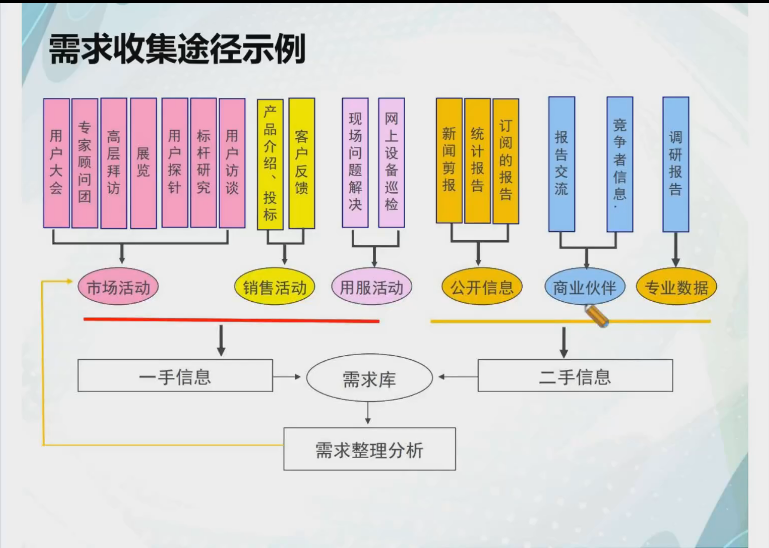 需求收集途径示例
用户大会
专家顾问团
高层拜访
展览
用户探针
标杆研究
用户访谈
产品介绍、投标
客户反馈
现场问题解决
网上设备巡检
新闻剪报
统计报告
订阅的报告
报告交流
竞争者信息.
调研报告
市场活动
销售活动
用服活动
公开信息
商业伙伴
专业数据
一手信息
需求库
二手信息
需求整理分析